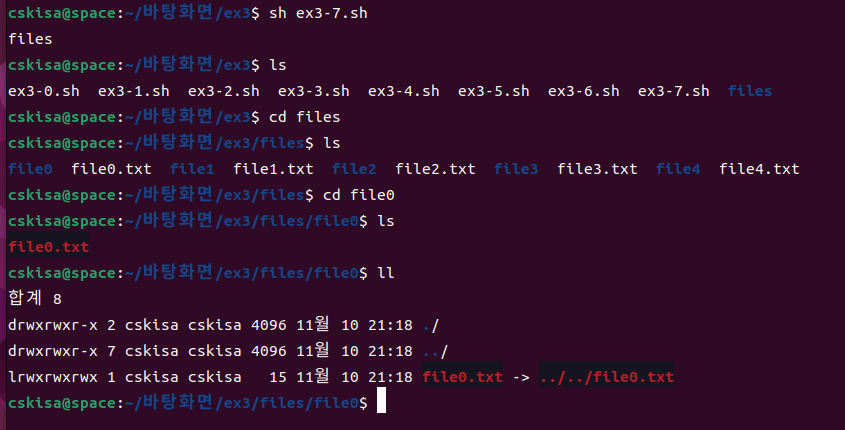 cskisa@space:~/바탕화면/ex3$ sh ex3-7.sh
files
cskisa@space:~/바탕화면/ex3$ ls
ex3-0.sh  ex3-1.sh  ex3-2.sh  ex3-3.sh  ex3-4.sh  ex3-5.sh  ex3-6.sh  ex3-7.sh  files
cskisa@space:~/바탕화면/ex3$ cd files
cskisa@space:~/바탕화면/ex3/files$ ls
file0  file0.txt  file1  file1.txt  file2  file2.txt  file3  file3.txt  file4  file4.txt
cskisa@space:~/바탕화면/ex3/files$ cd file0
cskisa@space:~/바탕화면/ex3/files/file0$ ls
file0.txt
cskisa@space:~/바탕화면/ex3/files/file0$ ll
합계 8
drwxrwxr-x 2 cskisa cskisa 4096 11월 10 21:18 ./
drwxrwxr-x 7 cskisa cskisa 4096 11월 10 21:18 ../
lrwxrwxrwx 1 cskisa cskisa   15 11월 10 21:18 file0.txt -> ../../file0.txt
cskisa@space:~/바탕화면/ex3/files/file0$